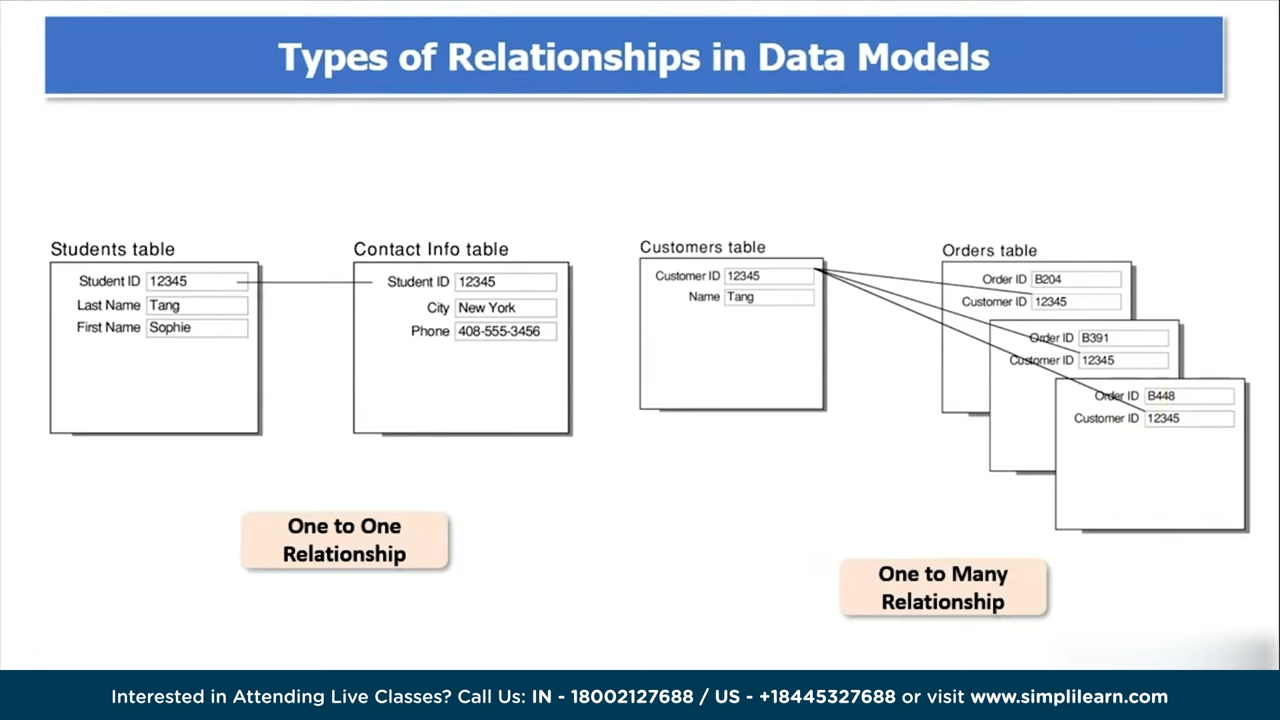 Types of Relationships in Data Models
Students table
Student ID 12345
Last Name Tang
First Name Sophie
Contact Info table
Student ID 12345
City New York
Phone 408-555-3456
One to One
Relationship
Customers table
Customer ID 12345
Name Tang
Orders table
Order ID B204
Customer ID 12345
Order ID B391
Customer ID 12345
Order ID B448
Customer ID 12345
One to Many
Relationship
Interested in Attending Live Classes? Call Us: IN - 18002127688 / US - +18445327688 or visit www.simplilearn.com